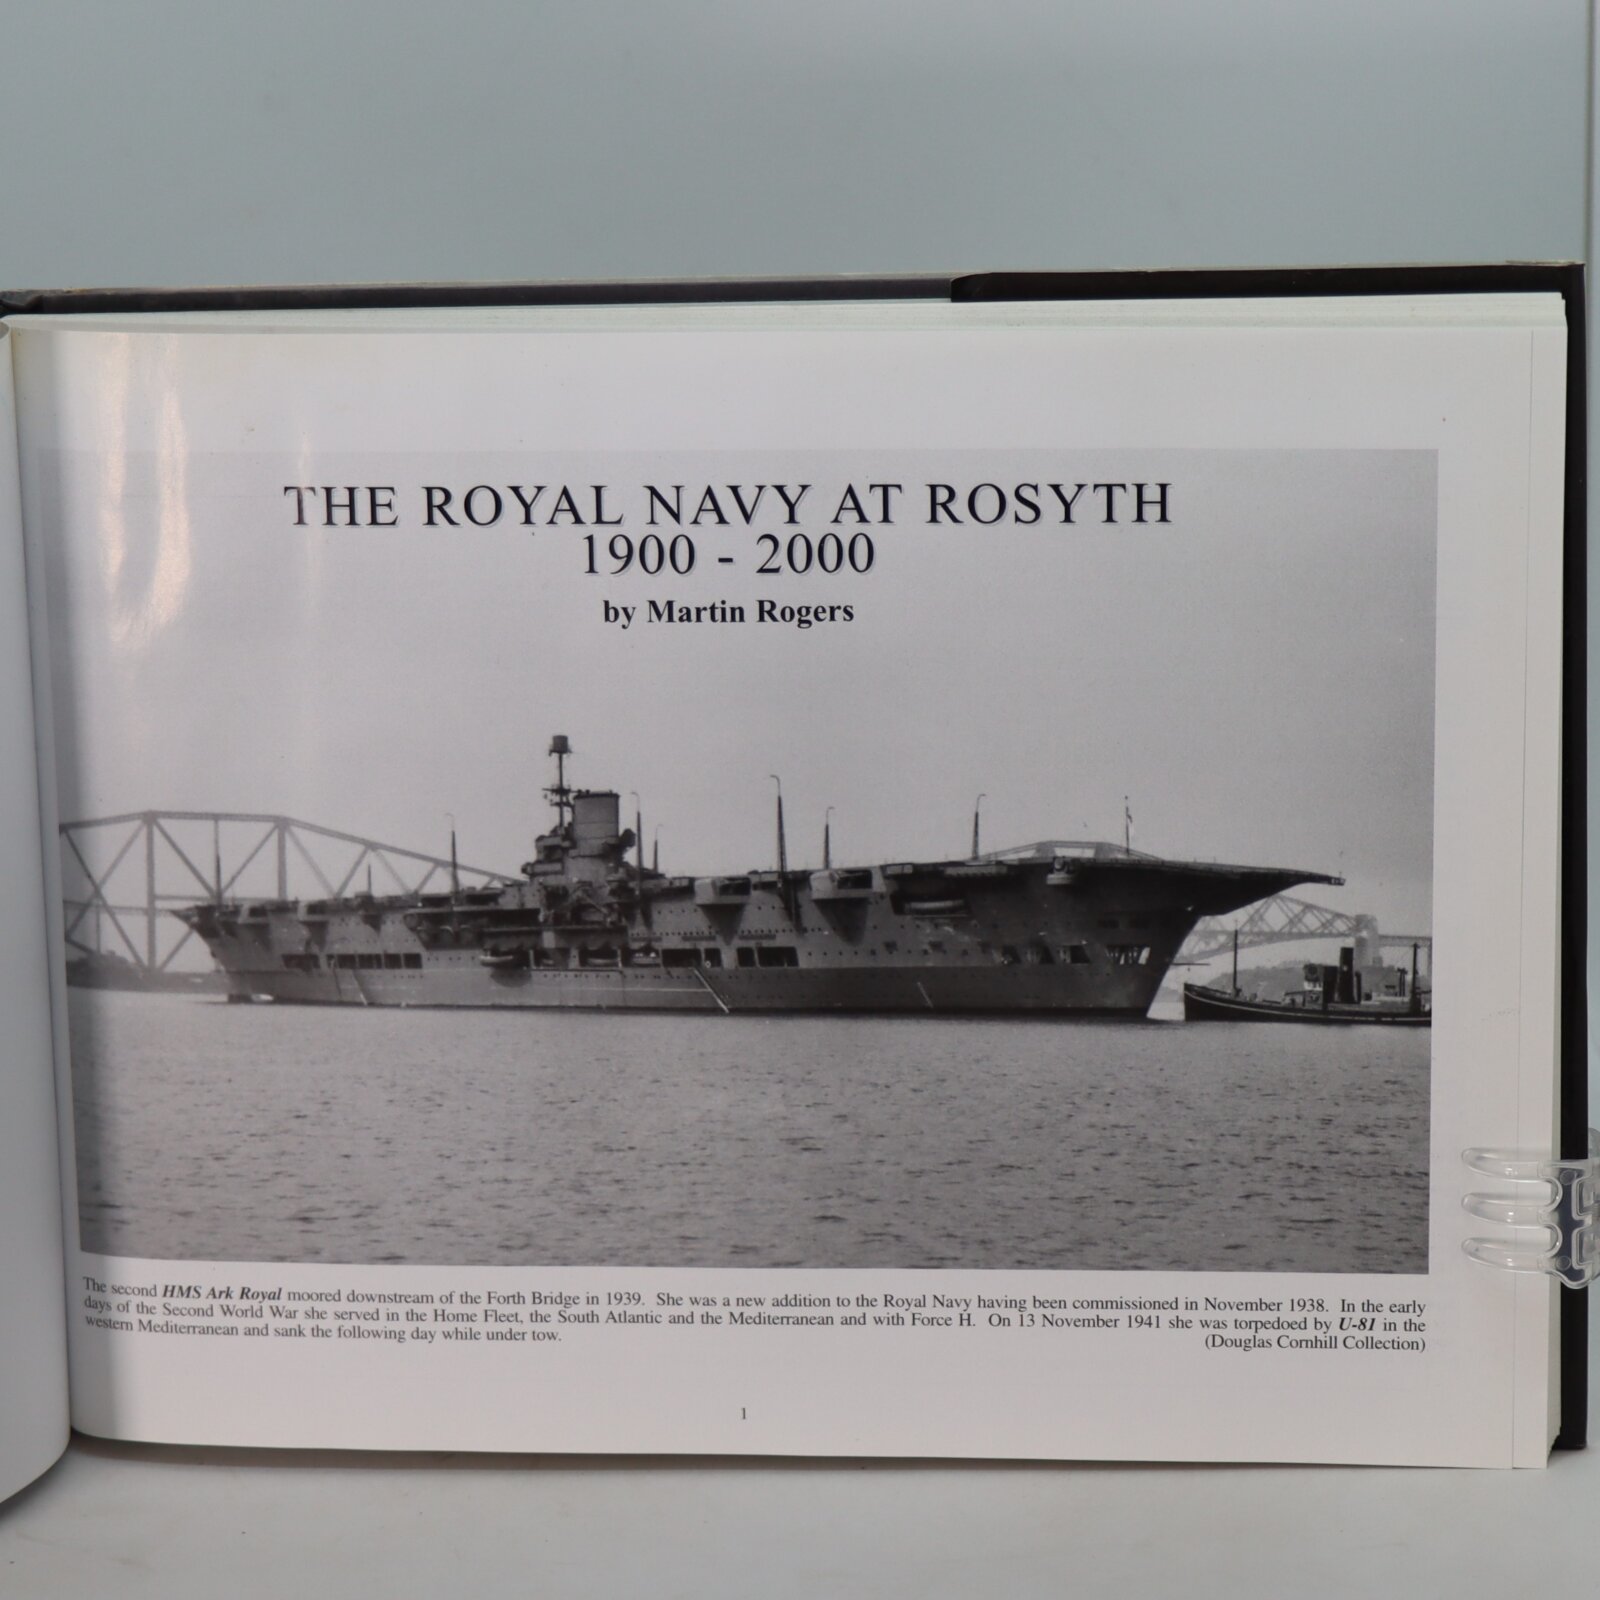 THE ROYAL NAVY AT ROSYTH
1900 - 2000
by Martin Rogers
The second HMS Ark Royal moored downstream of the Forth Bridge in 1939. She was a new addition to the Royal Navy having been commissioned in November 1938. In the early
days of the Second World War she served in the Home Fleet, the South Atlantic and the Mediterranean and with Force H. On 13 November 1941 she was torpedoed by U-81 in the
western Mediterranean and sank the following day while under tow. (Douglas Cornhill Collection)
1